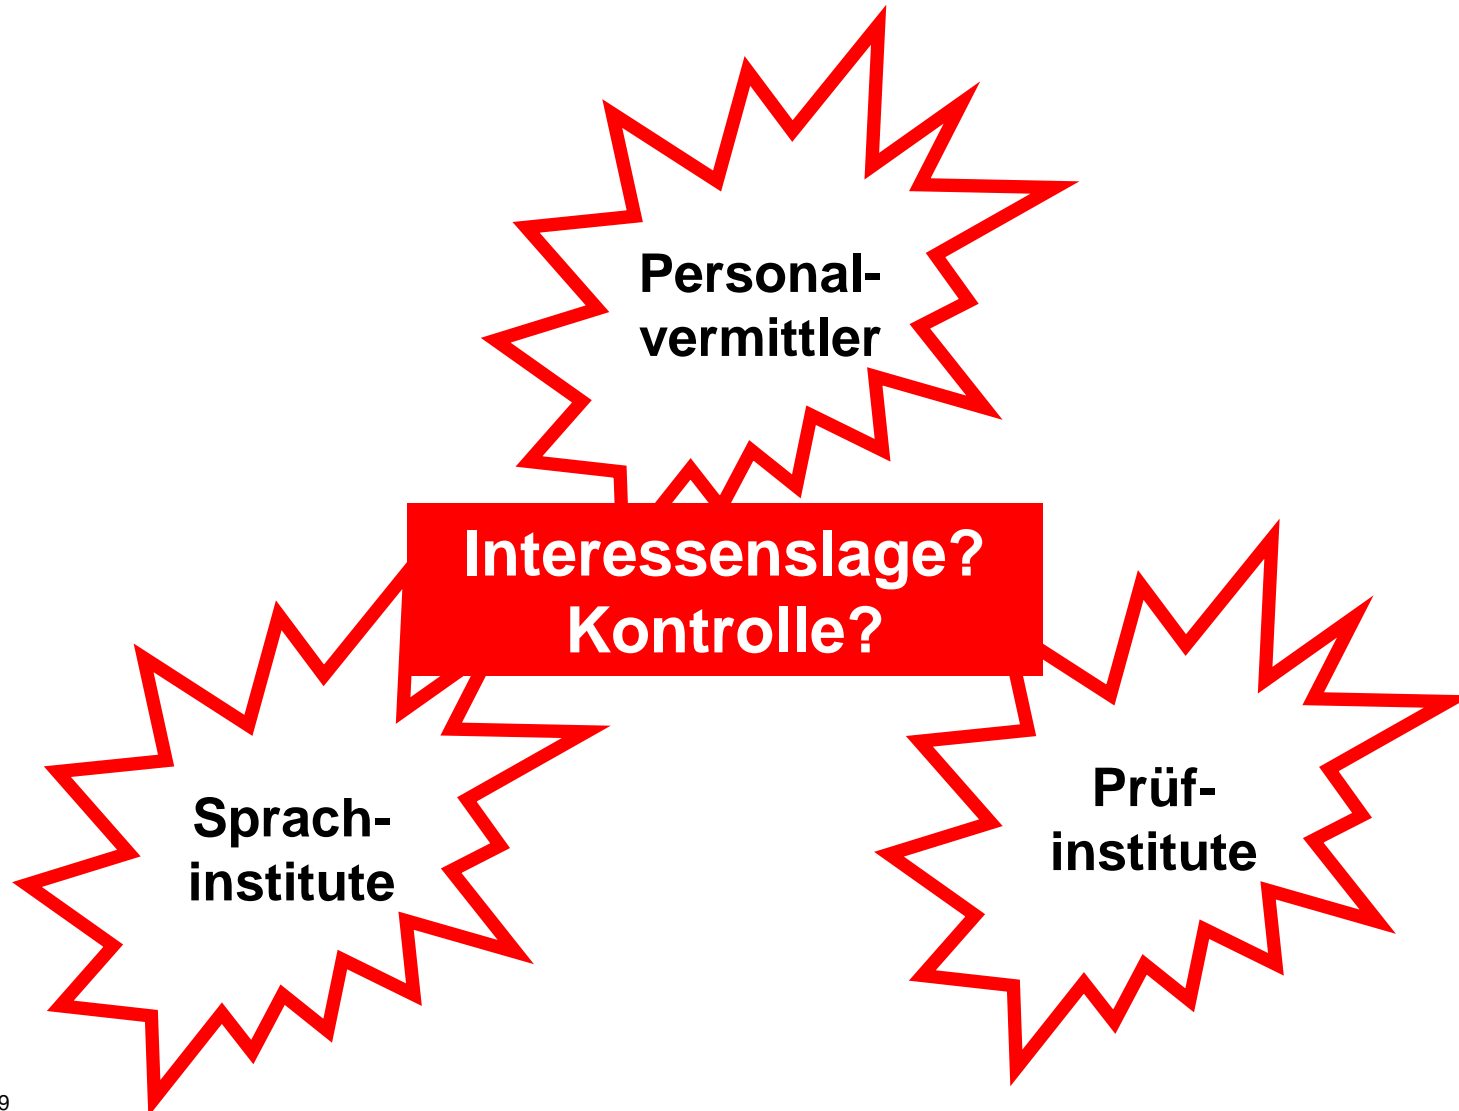 Personal-
vermittler
Interessenslage?
Kontrolle?
Sprach-
institute
Prüf-
institute
9